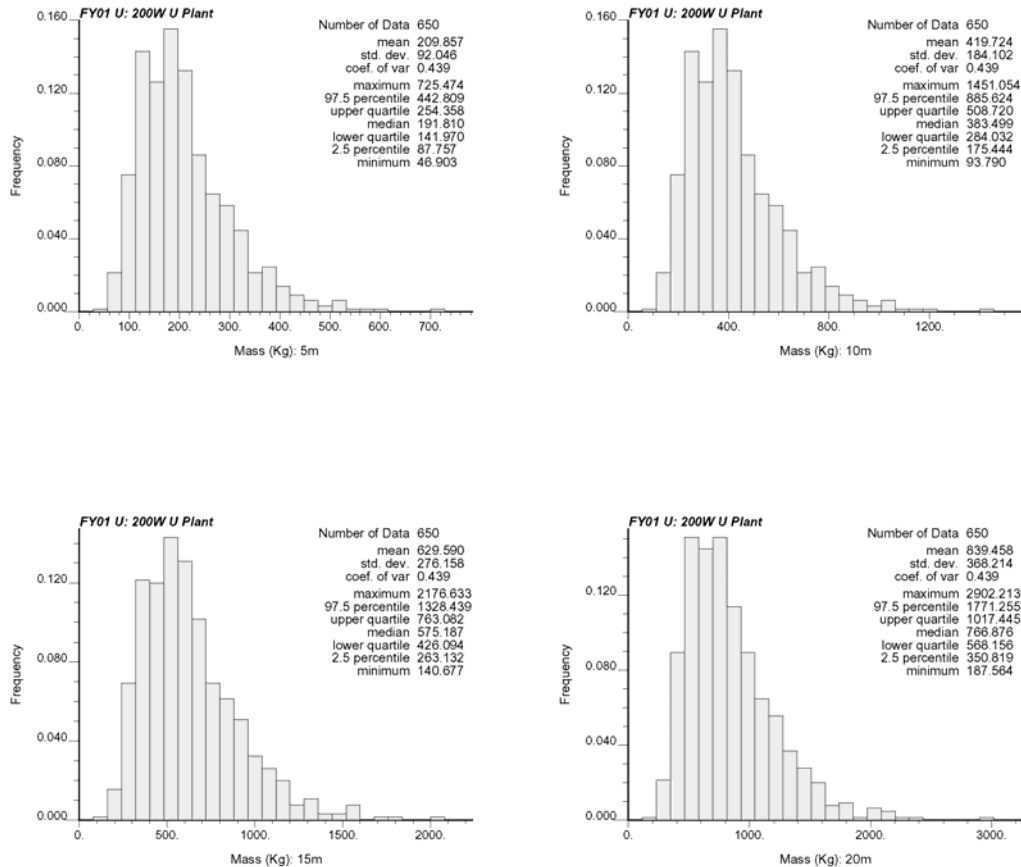 FY01 U: 200W U Plant
Number of Data 650
mean 209.857
std. dev. 92.046
coef. of var 0.439
maximum 725.474
97.5 percentile 442.809
upper quartile 254.358
median 191.810
lower quartile 141.970
2.5 percentile 87.757
minimum 46.903
Frequency
0.160
0.120
0.080
0.040
0.000
0. 100. 200. 300. 400. 500. 600. 700.
Mass (Kg): 5m
FY01 U: 200W U Plant
Number of Data 650
mean 419.724
std. dev. 184.102
coef. of var 0.439
maximum 1451.054
97.5 percentile 885.624
upper quartile 508.720
median 383.499
lower quartile 284.032
2.5 percentile 175.444
minimum 93.790
Frequency
0.160
0.120
0.080
0.040
0.000
0. 400. 800. 1200.
Mass (Kg): 10m
FY01 U: 200W U Plant
Number of Data 650
mean 629.590
std. dev. 276.158
coef. of var 0.439
maximum 2176.633
97.5 percentile 1328.439
upper quartile 763.082
median 575.187
lower quartile 426.094
2.5 percentile 263.132
minimum 140.677
Frequency
0.120
0.080
0.040
0.000
0. 500. 1000. 1500. 2000.
Mass (Kg): 15m
FY01 U: 200W U Plant
Number of Data 650
mean 839.458
std. dev. 368.214
coef. of var 0.439
maximum 2902.213
97.5 percentile 1771.255
upper quartile 1017.445
median 766.876
lower quartile 568.156
2.5 percentile 350.819
minimum 187.564
Frequency
0.120
0.080
0.040
0.000
0. 1000. 2000. 3000.
Mass (Kg): 20m